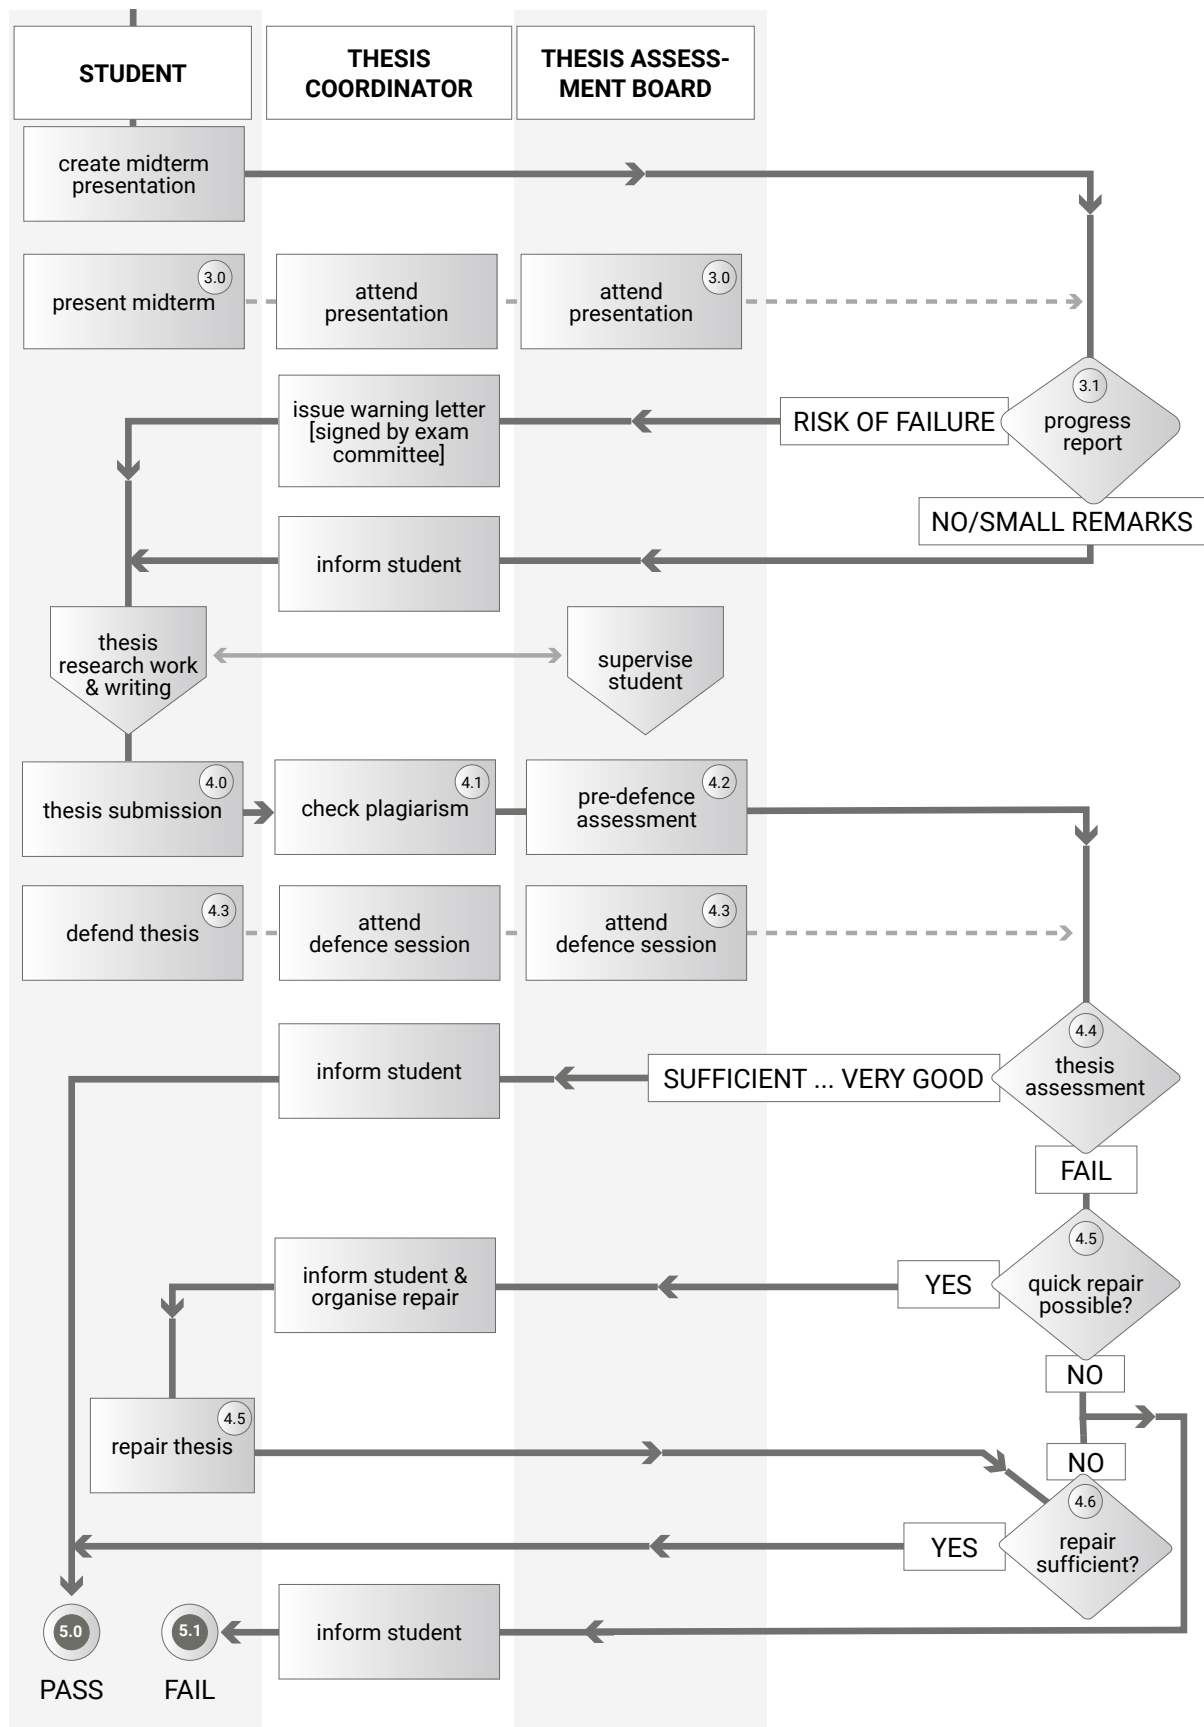 STUDENT
THESIS
COORDINATOR
THESIS ASSESS-
MENT BOARD
create midterm
presentation
3.0
present midterm
attend
presentation
3.0
attend
presentation
3.1
progress
report
RISK OF FAILURE
issue warning letter
[signed by exam
committee]
NO/SMALL REMARKS
inform student
thesis
research work
& writing
supervise
student
4.0
thesis submission
4.1
check plagiarism
4.2
pre-defence
assessment
4.3
defend thesis
attend
defence session
4.3
attend
defence session
4.4
thesis
assessment
SUFFICIENT ... VERY GOOD
inform student
FAIL
4.5
quick repair
possible?
YES
inform student &
organise repair
NO
4.5
repair thesis
NO
4.6
repair
sufficient?
YES
inform student
5.0
5.1
PASS
FAIL